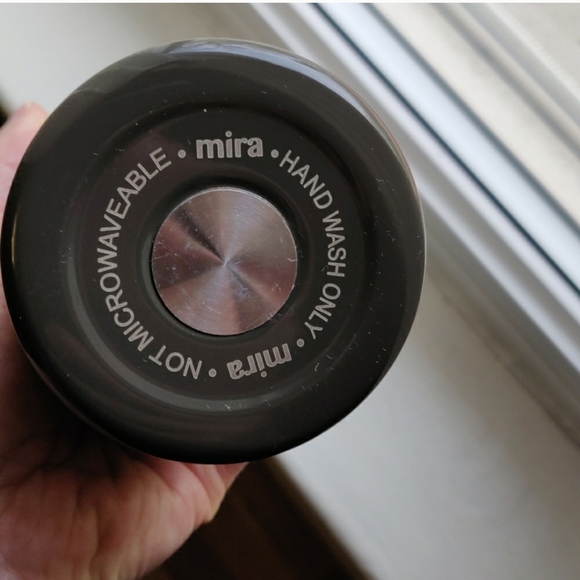 mira • HAND WASH ONLY • mira • NOT MICROWAVEABLE •